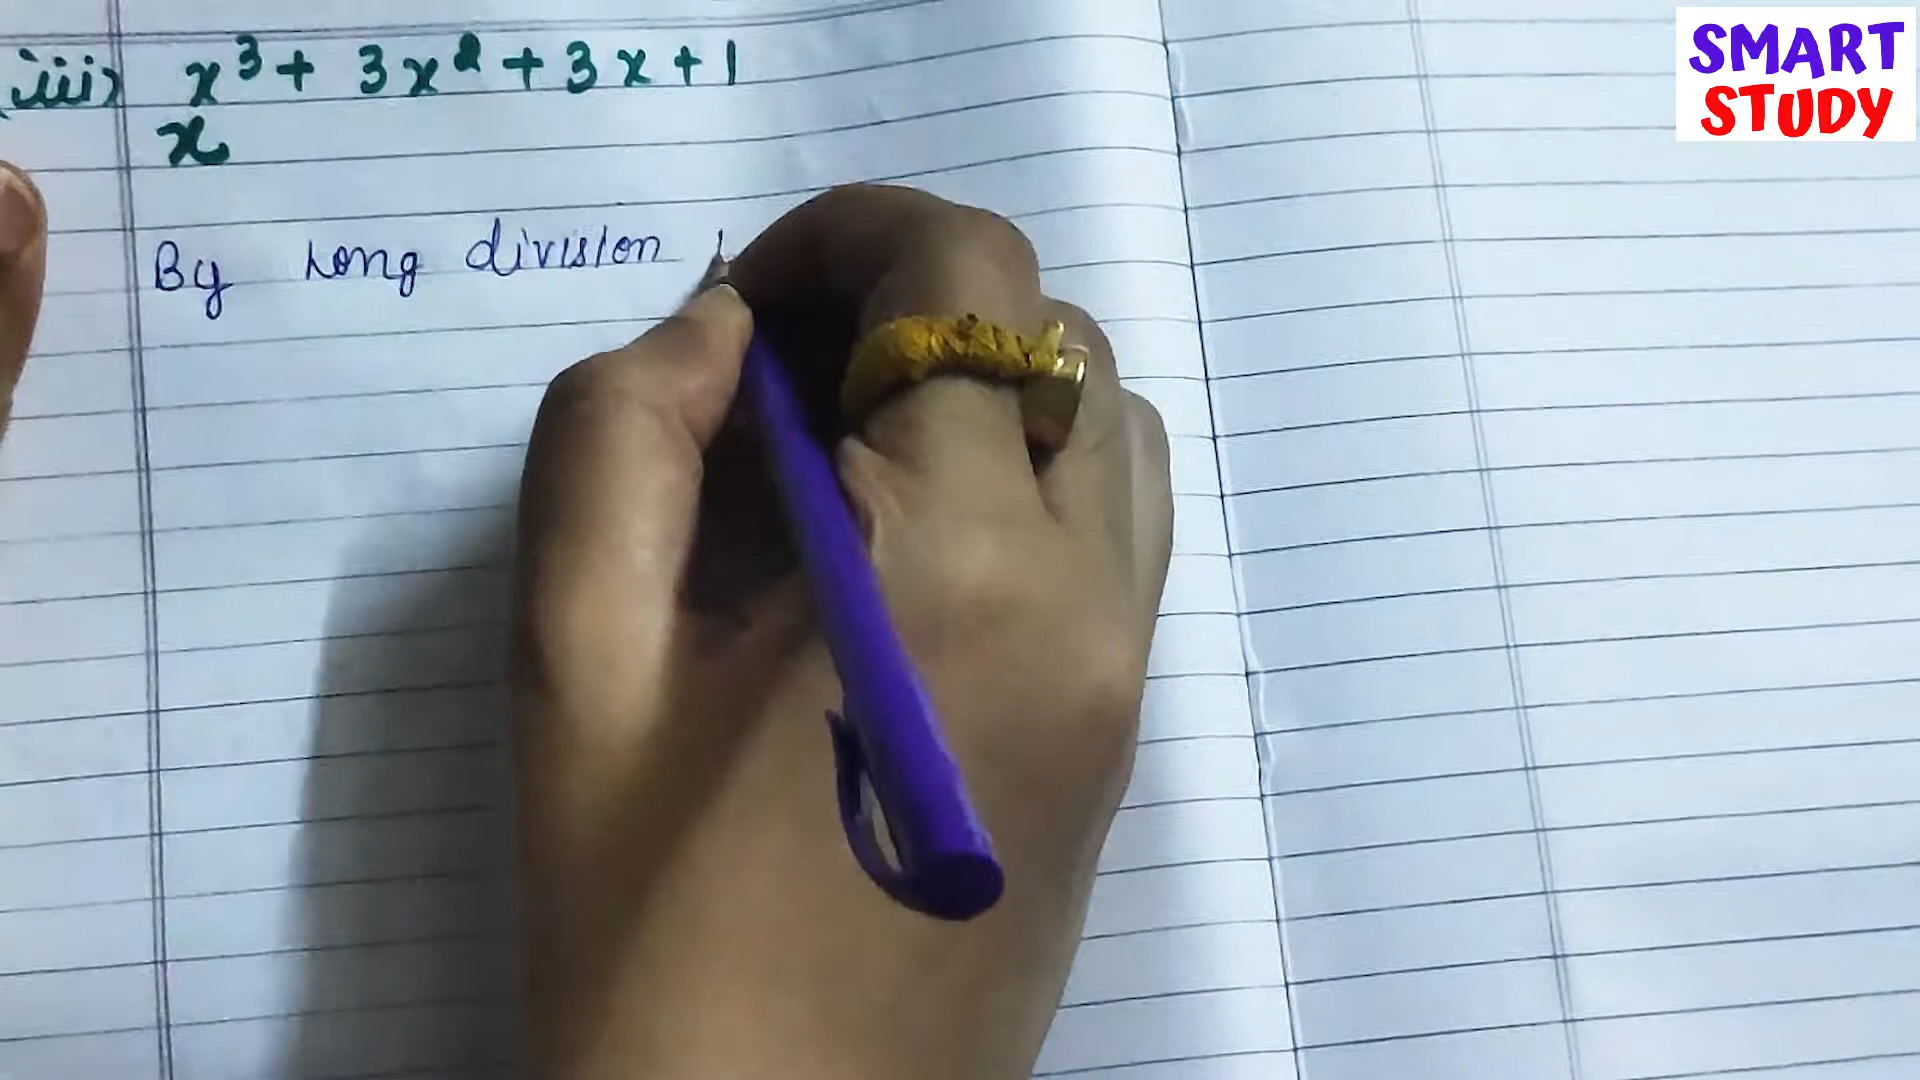 (iii) x³ + 3x² + 3x + 1
x
By Long division
SMART
STUDY